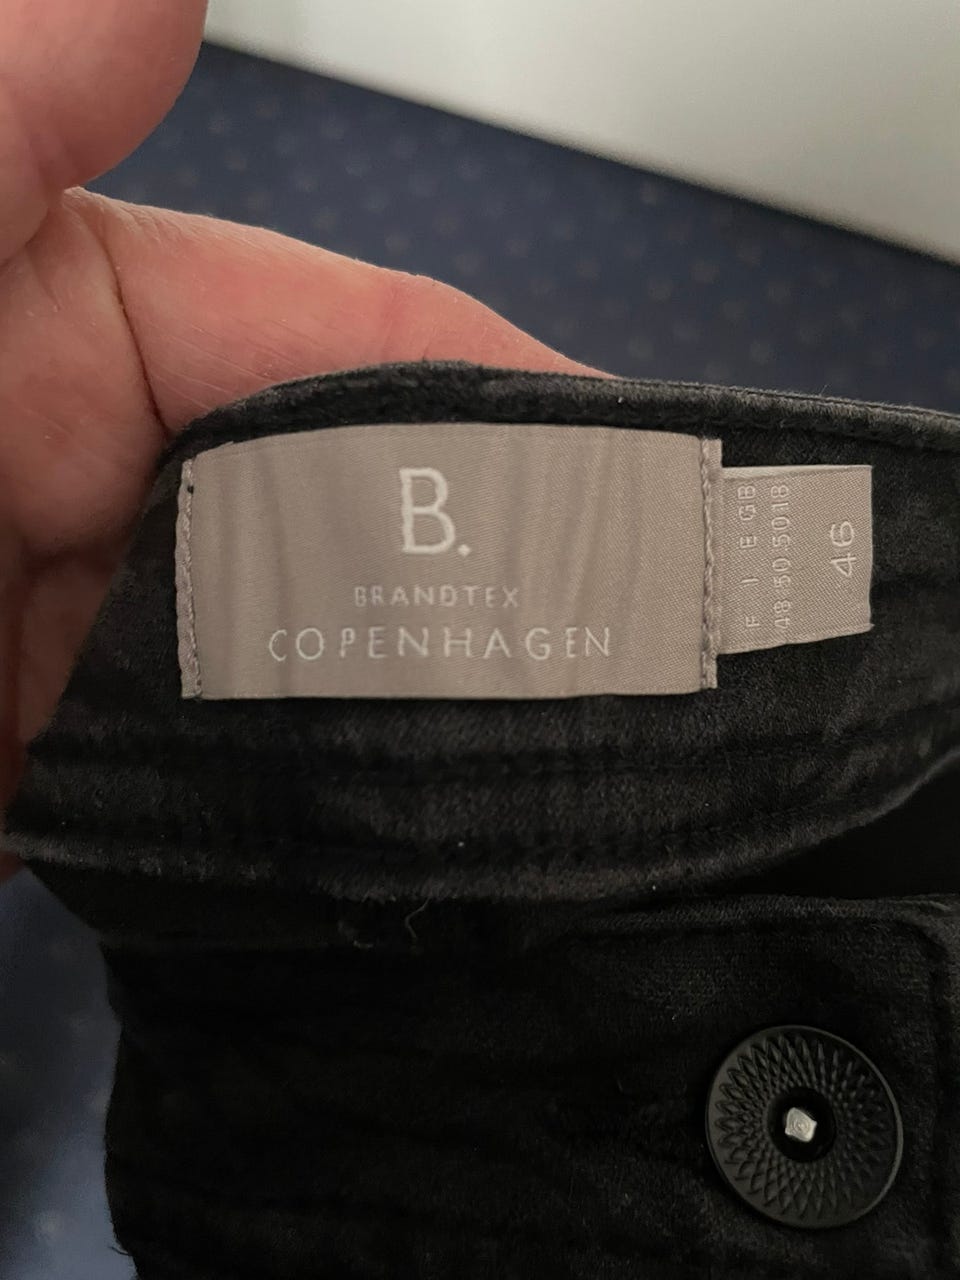 B.
BRANDTEX
COPENHAGEN
F I E GB
48 50 50 18
46